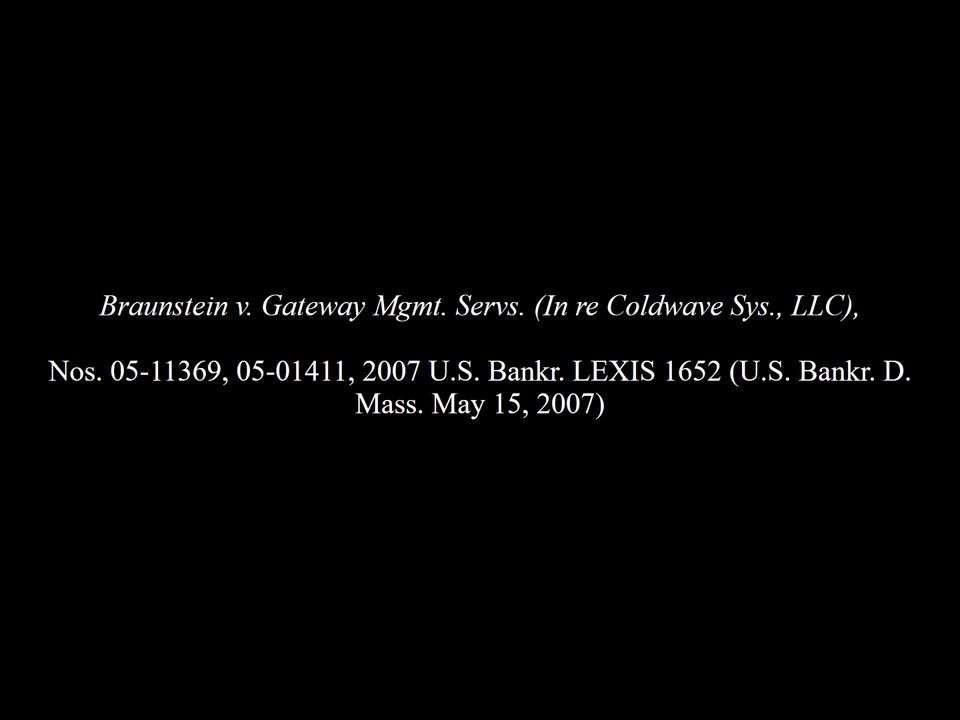 Braunstein v. Gateway Mgmt. Servs. (In re Coldwave Sys., LLC),
Nos. 05-11369, 05-01411, 2007 U.S. Bankr. LEXIS 1652 (U.S. Bankr. D.
Mass. May 15, 2007)